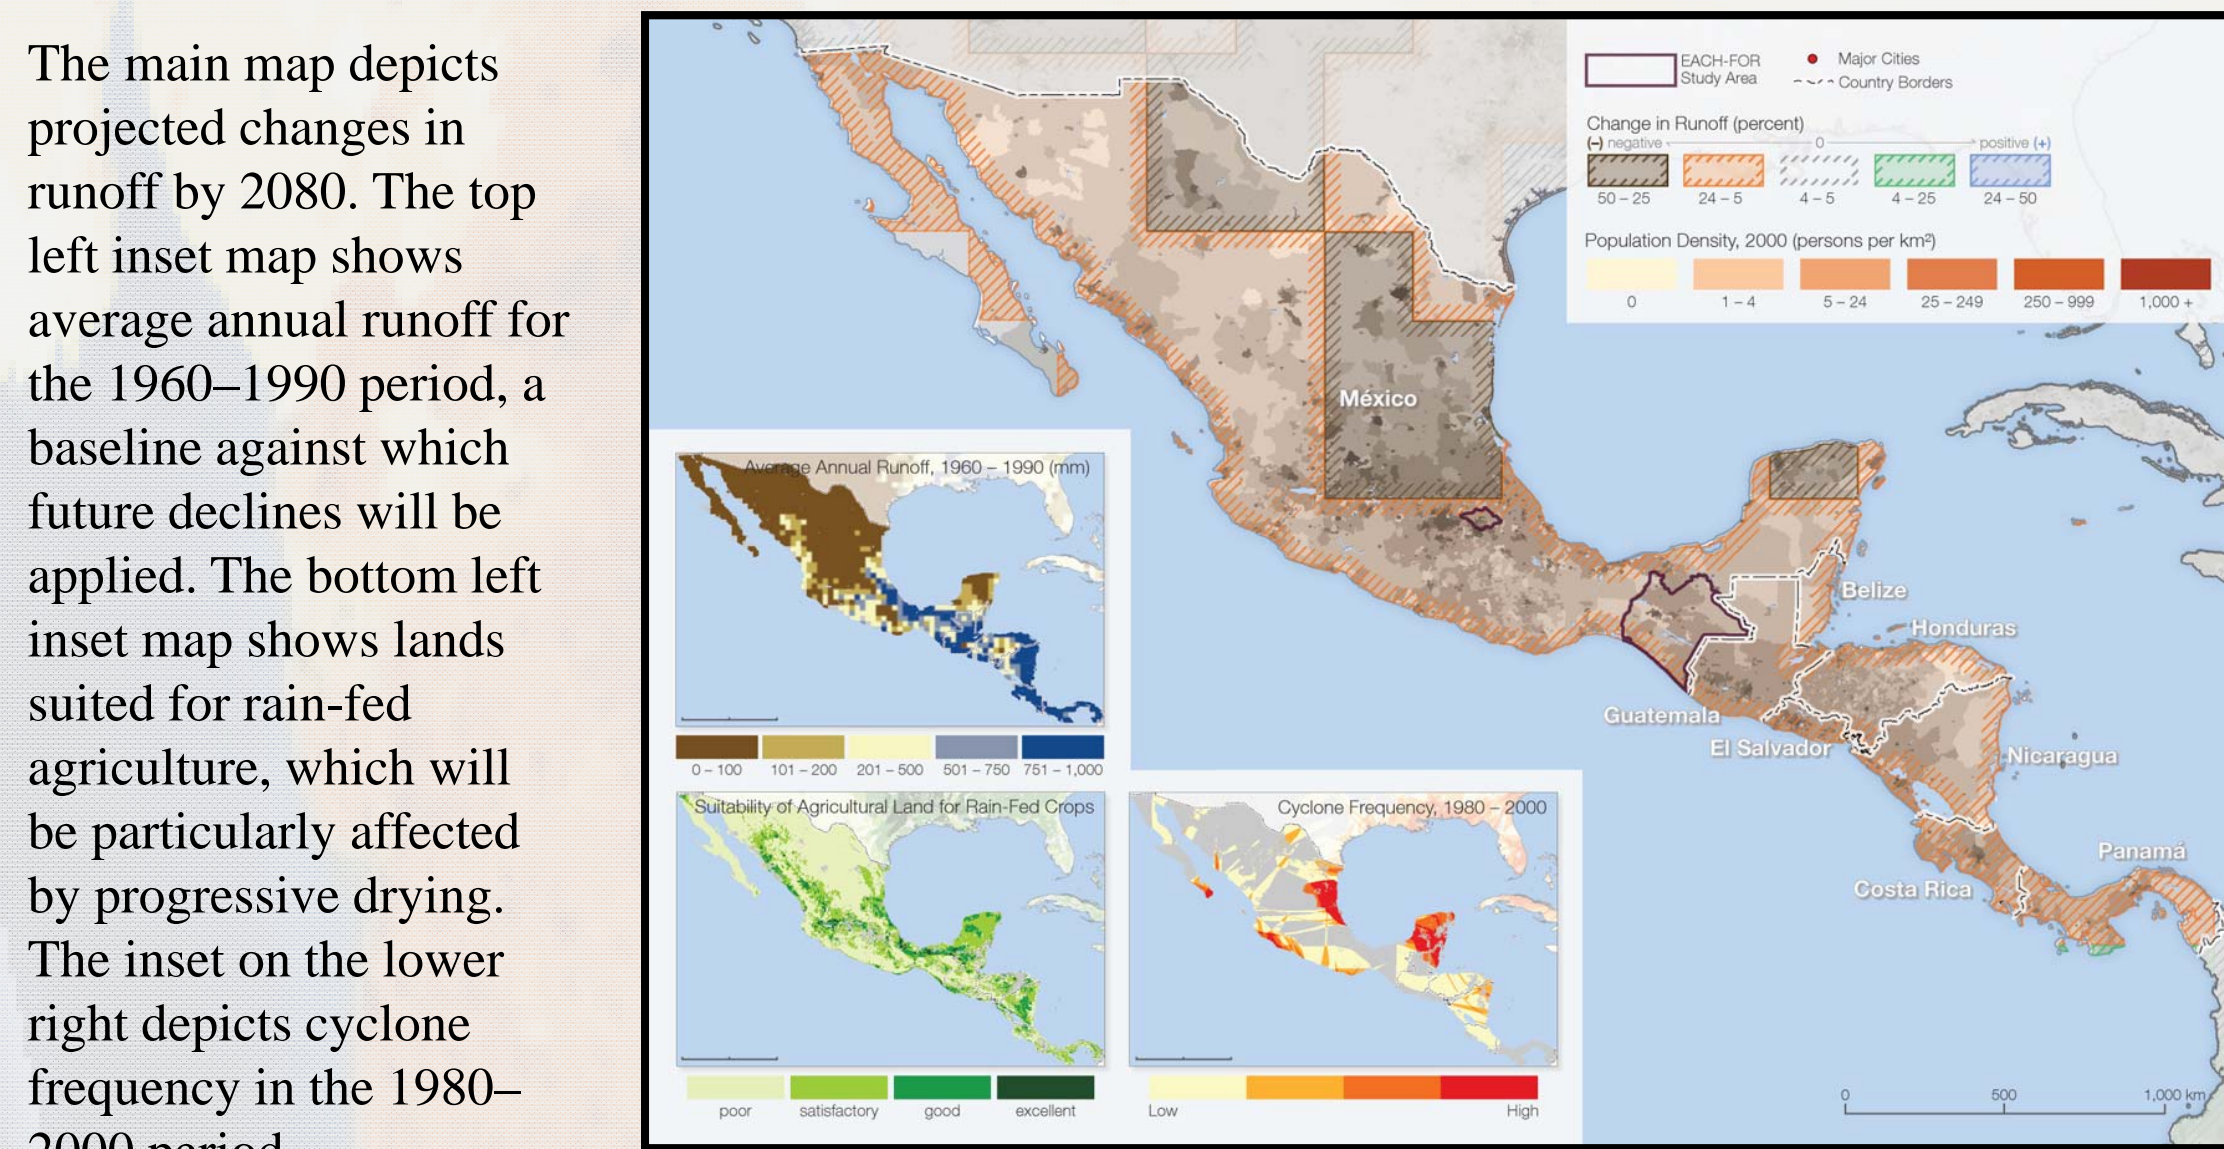 The main map depicts
projected changes in
runoff by 2080. The top
left inset map shows
average annual runoff for
the 1960–1990 period, a
baseline against which
future declines will be
applied. The bottom left
inset map shows lands
suited for rain-fed
agriculture, which will
be particularly affected
by progressive drying.
The inset on the lower
right depicts cyclone
frequency in the 1980–
2000 period
EACH-FOR
Study Area
Major Cities
Country Borders
Change in Runoff (percent)
(–) negative 0 positive (+)
50 – 25 24 – 5 4 – 5 4 – 25 24 – 50
Population Density, 2000 (persons per km²)
0 1 – 4 5 – 24 25 – 249 250 – 999 1,000 +
México
Belize
Honduras
Guatemala
El Salvador
Nicaragua
Panamá
Costa Rica
Average Annual Runoff, 1960 – 1990 (mm)
0 – 100 101 – 200 201 – 500 501 – 750 751 – 1,000
Suitability of Agricultural Land for Rain-Fed Crops
poor satisfactory good excellent
Cyclone Frequency, 1980 – 2000
Low High
0 500 1,000 km